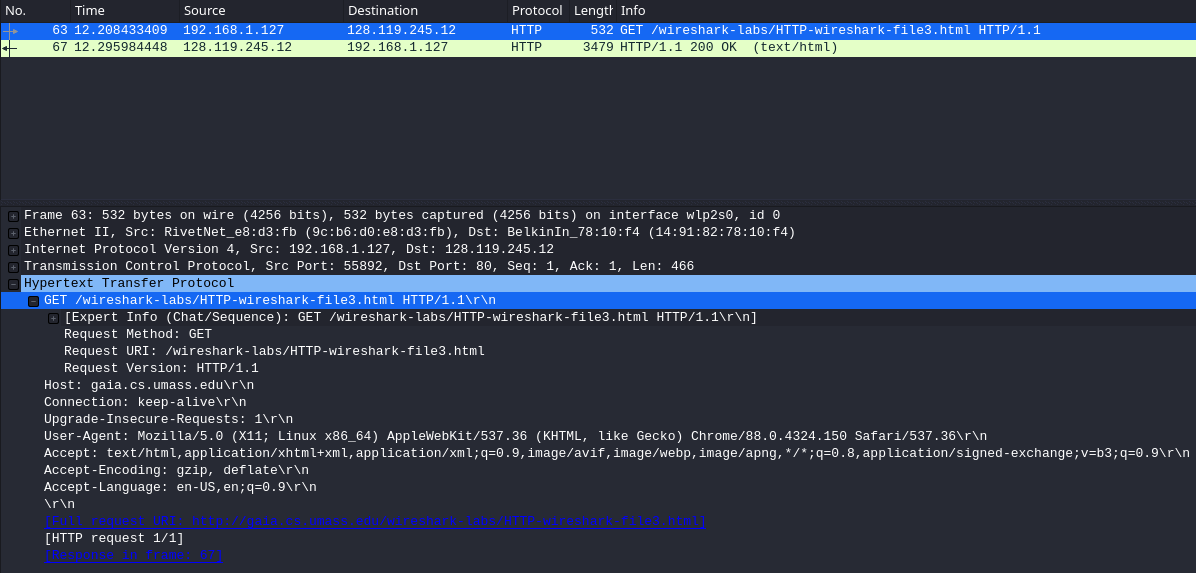 No. Time Source Destination Protocol Length Info
63 12.208433409 192.168.1.127 128.119.245.12 HTTP 532 GET /wireshark-labs/HTTP-wireshark-file3.html HTTP/1.1
67 12.295984448 128.119.245.12 192.168.1.127 HTTP 3479 HTTP/1.1 200 OK (text/html)
Frame 63: 532 bytes on wire (4256 bits), 532 bytes captured (4256 bits) on interface wlp2s0, id 0
Ethernet II, Src: RivetNet_e8:d3:fb (9c:b6:d0:e8:d3:fb), Dst: BelkinIn_78:10:f4 (14:91:82:78:10:f4)
Internet Protocol Version 4, Src: 192.168.1.127, Dst: 128.119.245.12
Transmission Control Protocol, Src Port: 55892, Dst Port: 80, Seq: 1, Ack: 1, Len: 466
Hypertext Transfer Protocol
GET /wireshark-labs/HTTP-wireshark-file3.html HTTP/1.1\r\n
[Expert Info (Chat/Sequence): GET /wireshark-labs/HTTP-wireshark-file3.html HTTP/1.1\r\n]
Request Method: GET
Request URI: /wireshark-labs/HTTP-wireshark-file3.html
Request Version: HTTP/1.1
Host: gaia.cs.umass.edu\r\n
Connection: keep-alive\r\n
Upgrade-Insecure-Requests: 1\r\n
User-Agent: Mozilla/5.0 (X11; Linux x86_64) AppleWebKit/537.36 (KHTML, like Gecko) Chrome/88.0.4324.150 Safari/537.36\r\n
Accept: text/html,application/xhtml+xml,application/xml;q=0.9,image/avif,image/webp,image/apng,*/*;q=0.8,application/signed-exchange;v=b3;q=0.9\r\n
Accept-Encoding: gzip, deflate\r\n
Accept-Language: en-US,en;q=0.9\r\n
\r\n
[Full request URI: http://gaia.cs.umass.edu/wireshark-labs/HTTP-wireshark-file3.html]
[HTTP request 1/1]
[Response in frame: 67]